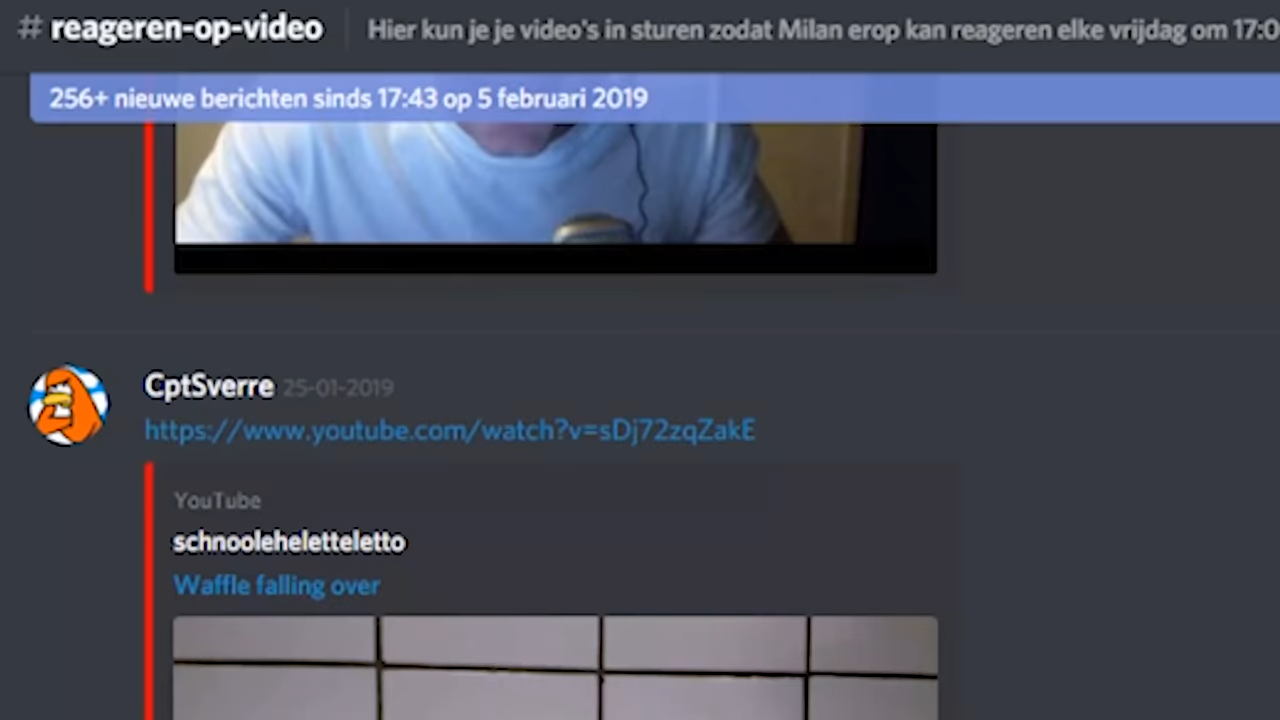 # reageren-op-video
Hier kun je je video's in sturen zodat Milan erop kan reageren elke vrijdag om 17:0
256+ nieuwe berichten sinds 17:43 op 5 februari 2019
CptSverre 25-01-2019
https://www.youtube.com/watch?v=sDj72zqZakE
YouTube
schnoolehelletteletto
Waffle falling over